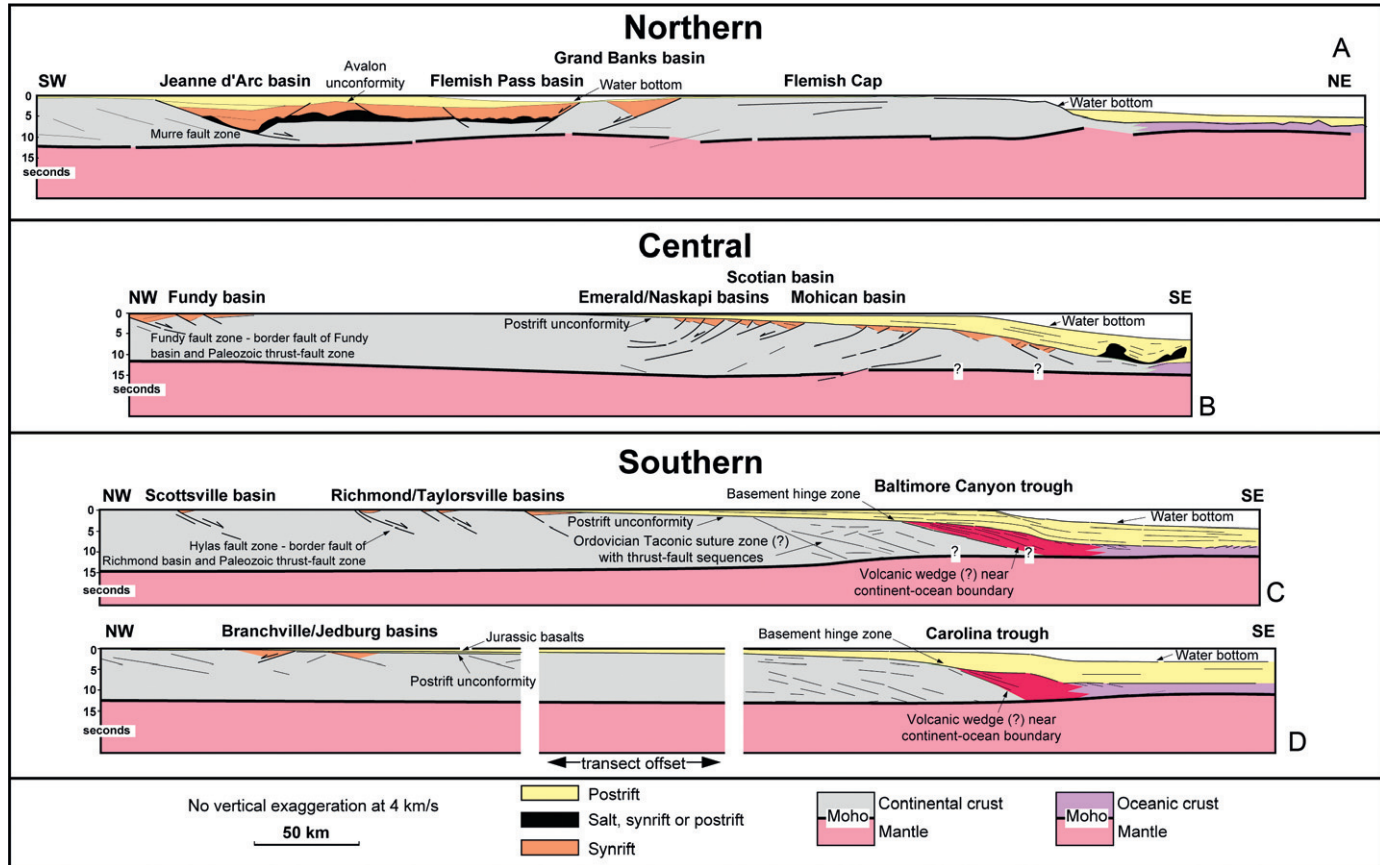 Northern
A
Grand Banks basin
SW
Jeanne d'Arc basin
Avalon
unconformity
Flemish Pass basin
Water bottom
Flemish Cap
NE
Water bottom
Murre fault zone
0
5
10
15
seconds
Central
Scotian basin
NW
Fundy basin
Emerald/Naskapi basins
Mohican basin
SE
Postrift unconformity
Water bottom
Fundy fault zone - border fault of Fundy
basin and Paleozoic thrust-fault zone
0
5
10
15
seconds
?
?
B
Southern
NW
Scottsville basin
Richmond/Taylorsville basins
Basement hinge zone
Baltimore Canyon trough
SE
Water bottom
Postrift unconformity
Ordovician Taconic suture zone (?)
with thrust-fault sequences
Hylas fault zone - border fault of
Richmond basin and Paleozoic thrust-fault zone
?
?
Volcanic wedge (?) near
continent-ocean boundary
0
5
10
15
seconds
C
NW
Branchville/Jedburg basins
Jurassic basalts
Basement hinge zone
Carolina trough
SE
Water bottom
Postrift unconformity
Volcanic wedge (?) near
continent-ocean boundary
0
5
10
15
seconds
D
transect offset
No vertical exaggeration at 4 km/s
50 km
Postrift
Salt, synrift or postrift
Synrift
Moho
Continental crust
Mantle
Moho
Oceanic crust
Mantle